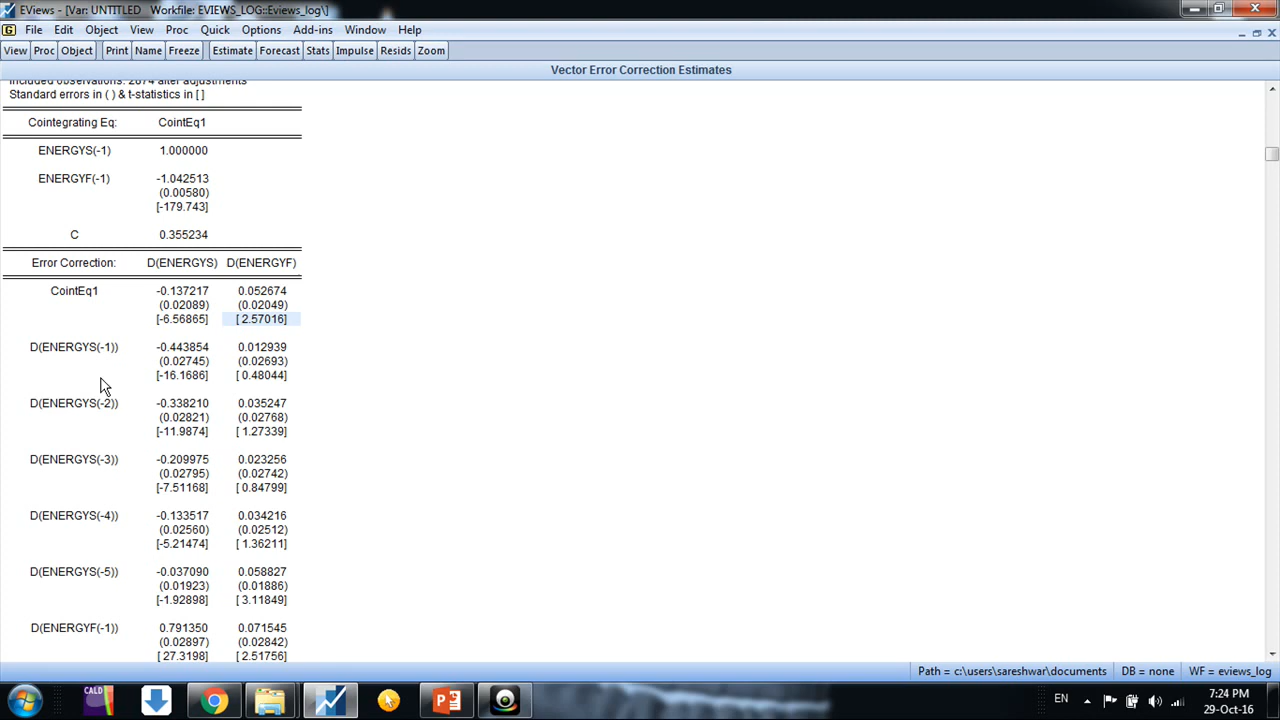 EViews - [Var: UNTITLED   Workfile: EVIEWS_LOG::Eviews_log\]
File Edit Object View Proc Quick Options Add-ins Window Help
View Proc Object Print Name Freeze Estimate Forecast Stats Impulse Resids Zoom
Vector Error Correction Estimates
Included observations: 2874 after adjustments
Standard errors in ( ) & t-statistics in [ ]
Cointegrating Eq: CointEq1
ENERGYS(-1) 1.000000
ENERGYF(-1) -1.042513
(0.00580)
[-179.743]
C 0.355234
Error Correction: D(ENERGYS) D(ENERGYF)
CointEq1 -0.137217 0.052674
(0.02089) (0.02049)
[-6.56865] [ 2.57016]
D(ENERGYS(-1)) -0.443854 0.012939
(0.02745) (0.02693)
[-16.1686] [ 0.48044]
D(ENERGYS(-2)) -0.338210 0.035247
(0.02821) (0.02768)
[-11.9874] [ 1.27339]
D(ENERGYS(-3)) -0.209975 0.023256
(0.02795) (0.02742)
[-7.51168] [ 0.84799]
D(ENERGYS(-4)) -0.133517 0.034216
(0.02560) (0.02512)
[-5.21474] [ 1.36211]
D(ENERGYS(-5)) -0.037090 0.058827
(0.01923) (0.01886)
[-1.92898] [ 3.11849]
D(ENERGYF(-1)) 0.791350 0.071545
(0.02897) (0.02842)
[ 27.3198] [ 2.51756]
Path = c:\users\sareshwar\documents DB = none WF = eviews_log
CALD
EN
7:24 PM
29-Oct-16